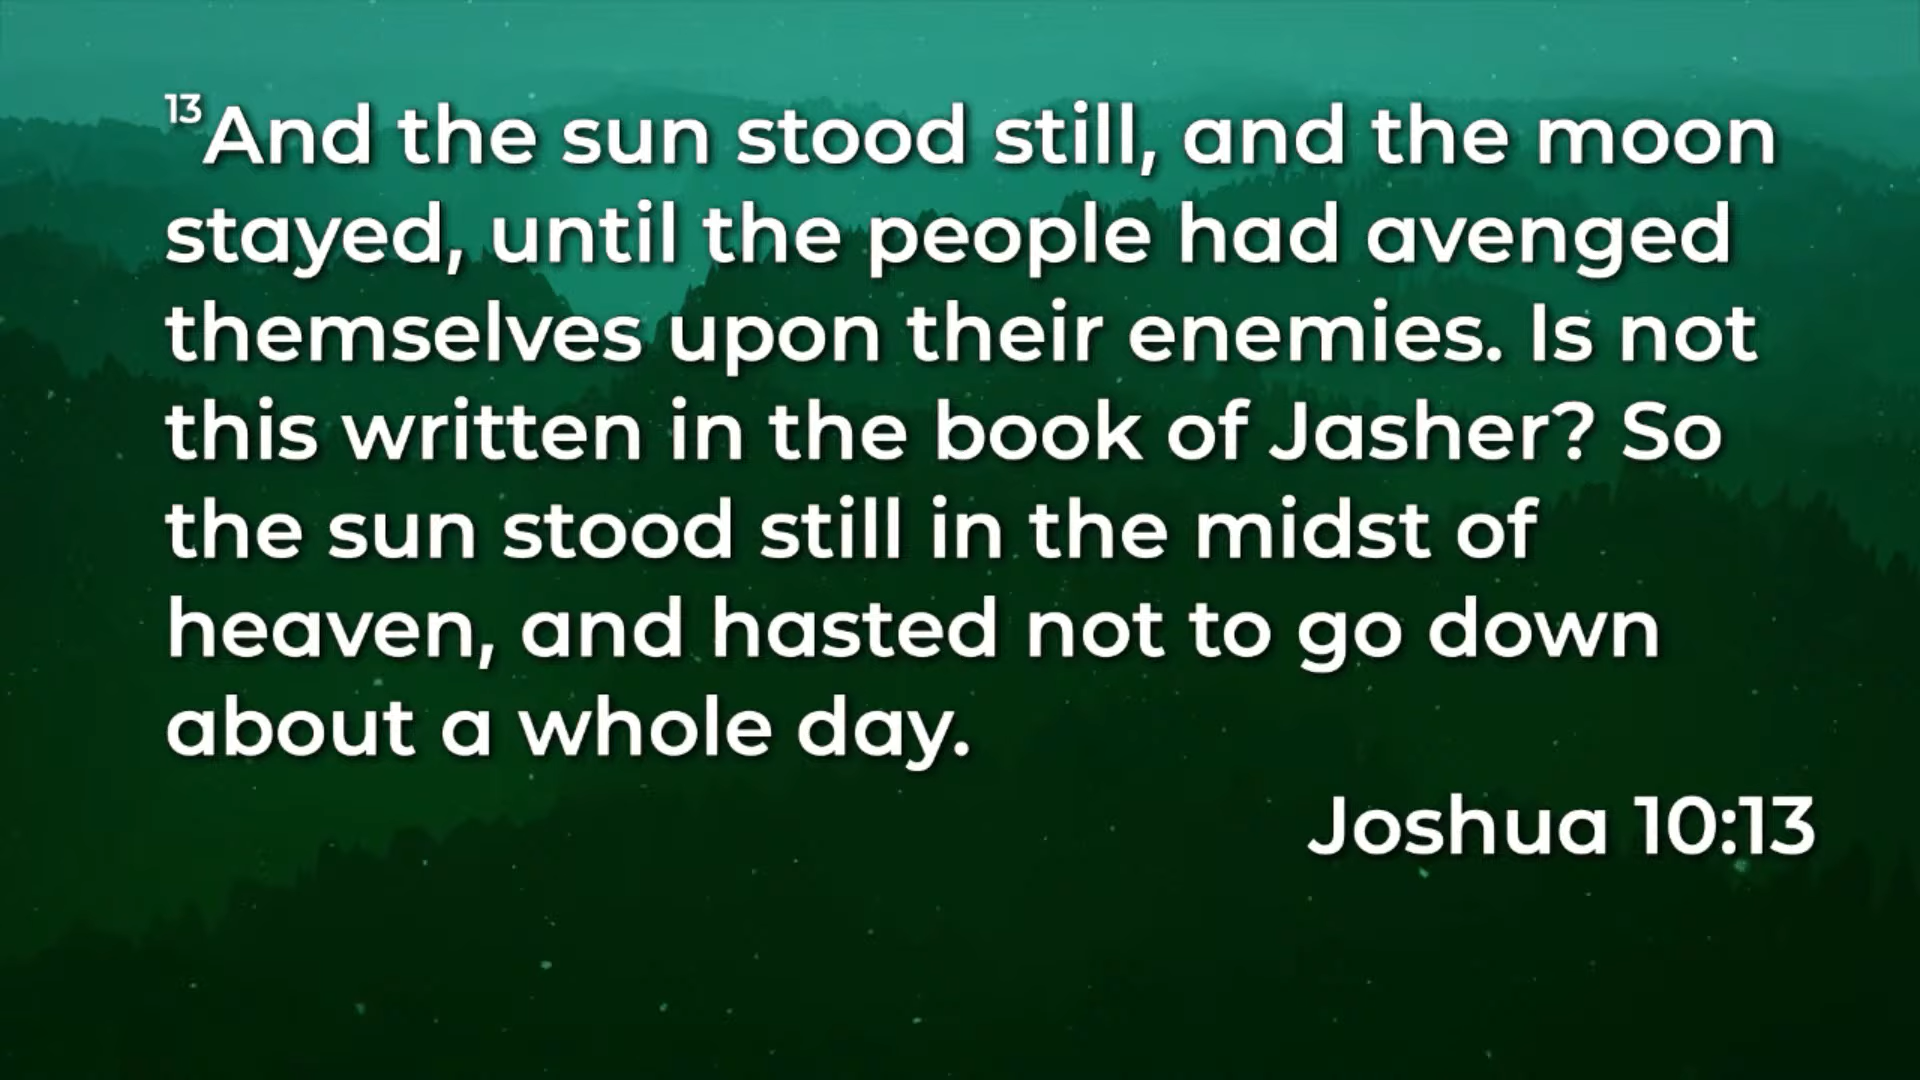 13And the sun stood still, and the moon
stayed, until the people had avenged
themselves upon their enemies. Is not
this written in the book of Jasher? So
the sun stood still in the midst of
heaven, and hasted not to go down
about a whole day.
Joshua 10:13